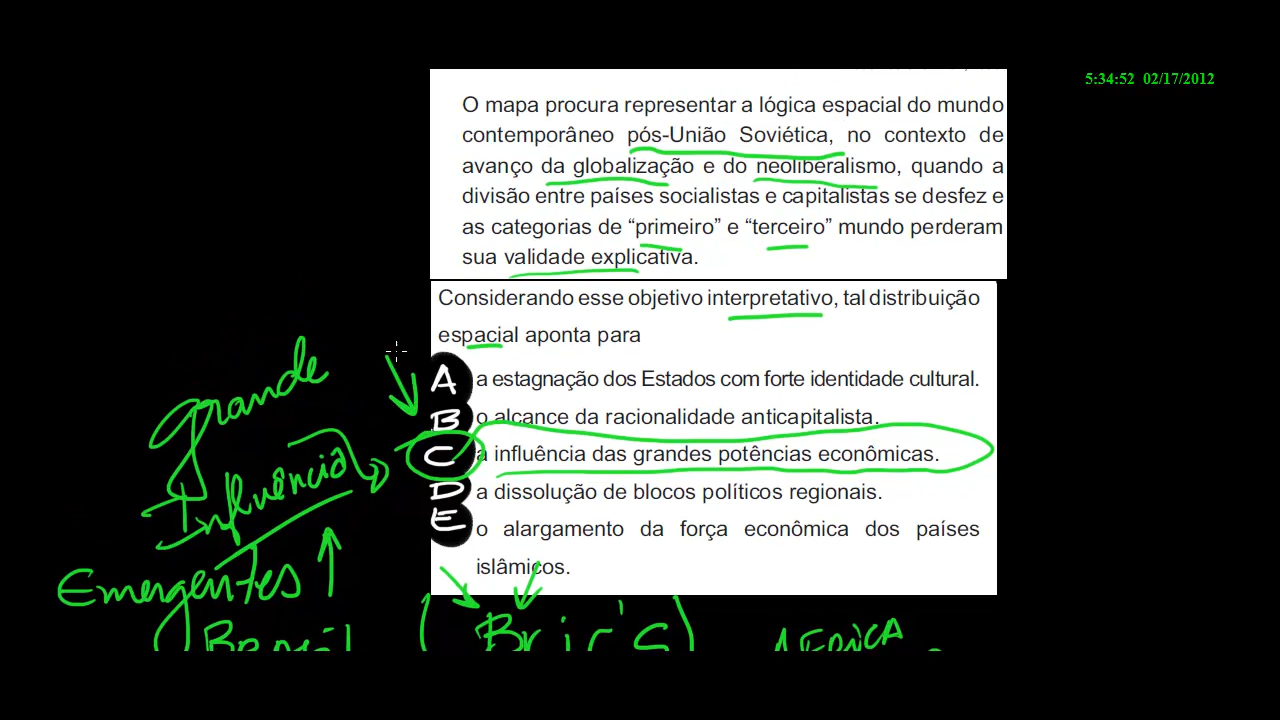 5:34:52 02/17/2012
O mapa procura representar a lógica espacial do mundo
contemporâneo pós-União Soviética, no contexto de
avanço da globalização e do neoliberalismo, quando a
divisão entre países socialistas e capitalistas se desfez e
as categorias de “primeiro” e “terceiro” mundo perderam
sua validade explicativa.
Considerando esse objetivo interpretativo, tal distribuição
espacial aponta para
A a estagnação dos Estados com forte identidade cultural.
B o alcance da racionalidade anticapitalista.
C a influência das grandes potências econômicas.
D a dissolução de blocos políticos regionais.
E o alargamento da força econômica dos países
islâmicos.
grande
Influência
Emergentes
Brasil (Bric's)